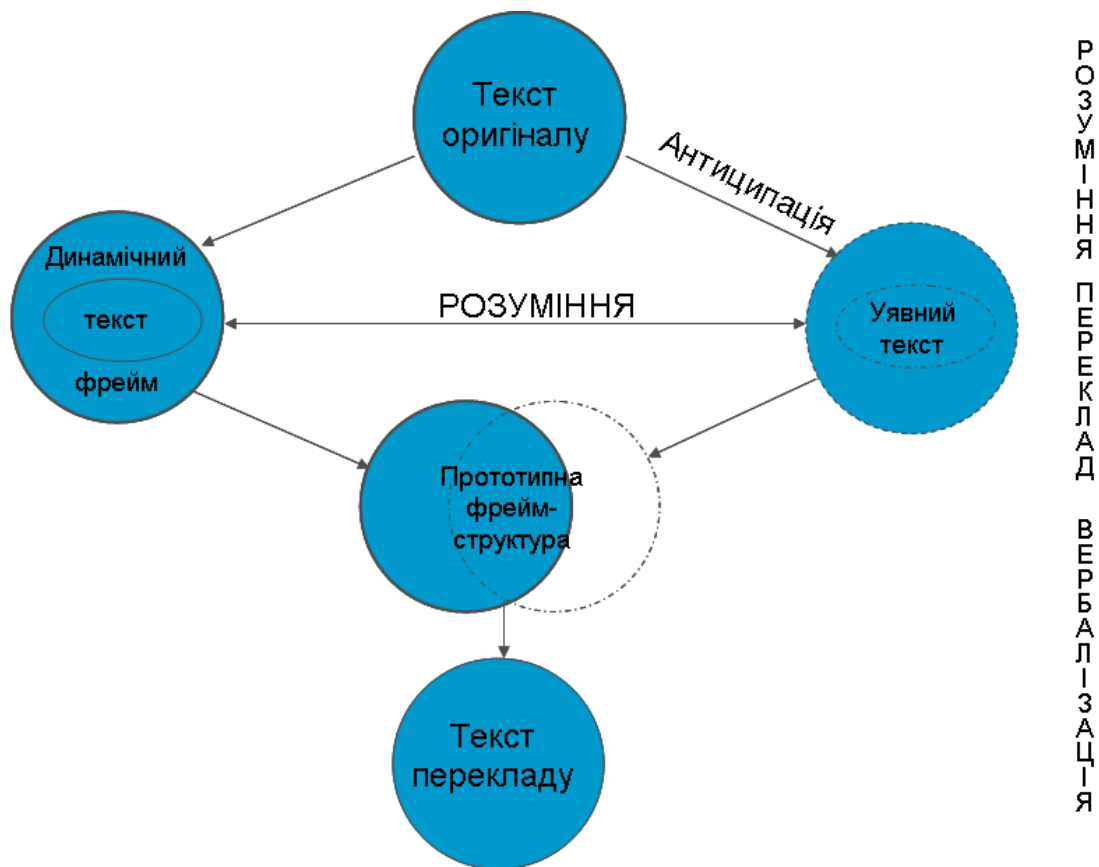 Текст
оригіналу
Антиципація
Динамічний
текст
фрейм
РОЗУМІННЯ
Уявний
текст
Прототипна
фрейм-
структура
Текст
перекладу
РОЗУМІННЯ ПЕРЕКЛАД ВЕРБАЛІЗАЦІЯ